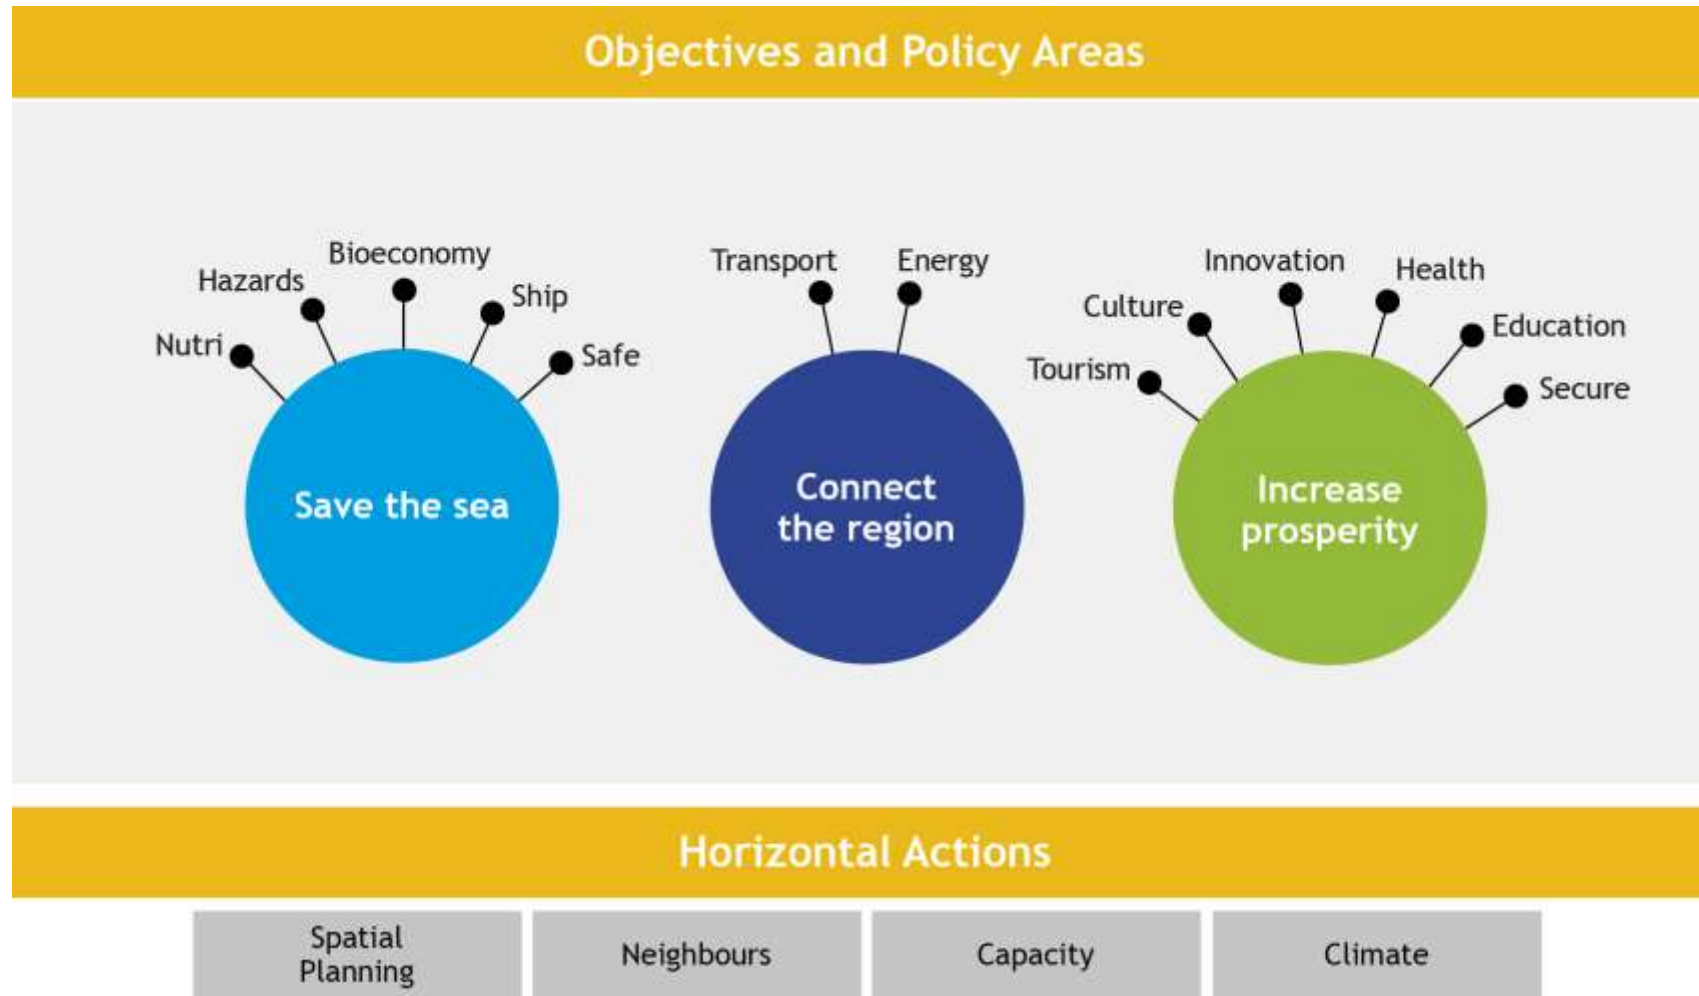 Objectives and Policy Areas
Nutri
Hazards
Bioeconomy
Ship
Safe
Save the sea
Transport
Energy
Connect
the region
Tourism
Culture
Innovation
Health
Education
Secure
Increase
prosperity
Horizontal Actions
Spatial
Planning
Neighbours
Capacity
Climate